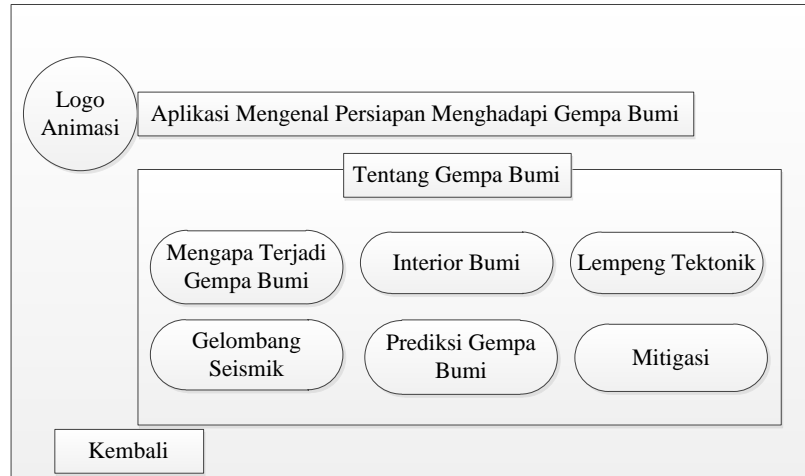 Logo
Animasi
Aplikasi Mengenal Persiapan Menghadapi Gempa Bumi
Tentang Gempa Bumi
Mengapa Terjadi
Gempa Bumi
Interior Bumi
Lempeng Tektonik
Gelombang
Seismik
Prediksi Gempa
Bumi
Mitigasi
Kembali